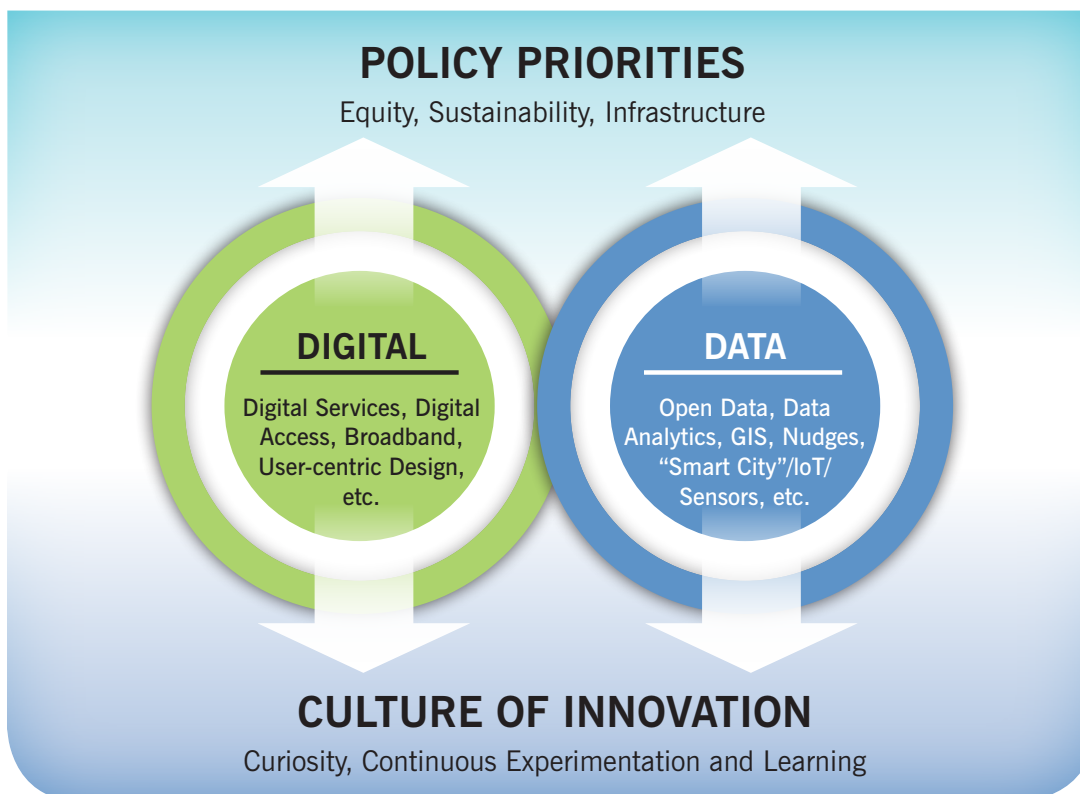 POLICY PRIORITIES
Equity, Sustainability, Infrastructure
DIGITAL
Digital Services, Digital
Access, Broadband,
User-centric Design,
etc.
DATA
Open Data, Data
Analytics, GIS, Nudges,
“Smart City”/IoT/
Sensors, etc.
CULTURE OF INNOVATION
Curiosity, Continuous Experimentation and Learning